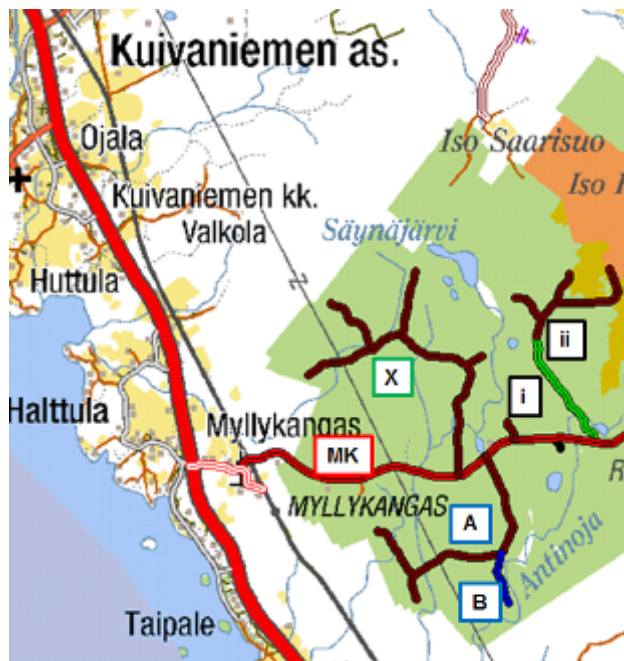 Kuivaniemen as.
Ojala
Iso Saarisuo
Iso
Kuivaniemen kk.
Valkola
Säynäjärvi
Huttula
ii
X
i
Halttula
Myllykangas
MK
R
MYLLYKANGAS
A
Antinoja
B
Taipale